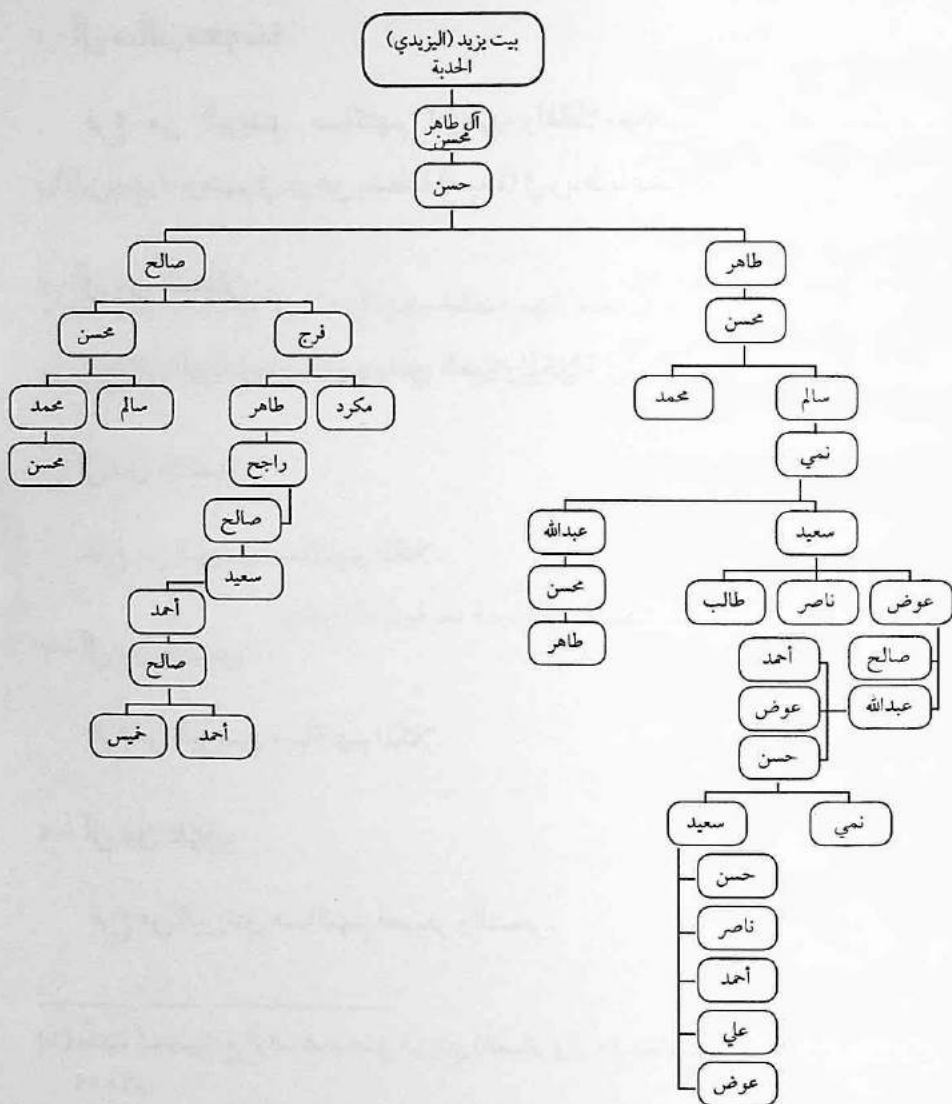 بيت يزيد (اليزيدي)
الحدبة
آل طاهر
محسن
حسن
طاهر
صالح
محسن
فرج
محسن
سالم
محمد
مكرد
طاهر
سالم
محمد
نمي
راجح
محسن
سعيد
عبدالله
صالح
عوض
ناصر
طالب
محسن
سعيد
صالح
أحمد
طاهر
أحمد
عبدالله
عوض
صالح
حسن
أحمد
خميس
نمي
سعيد
حسن
ناصر
أحمد
علي
عوض